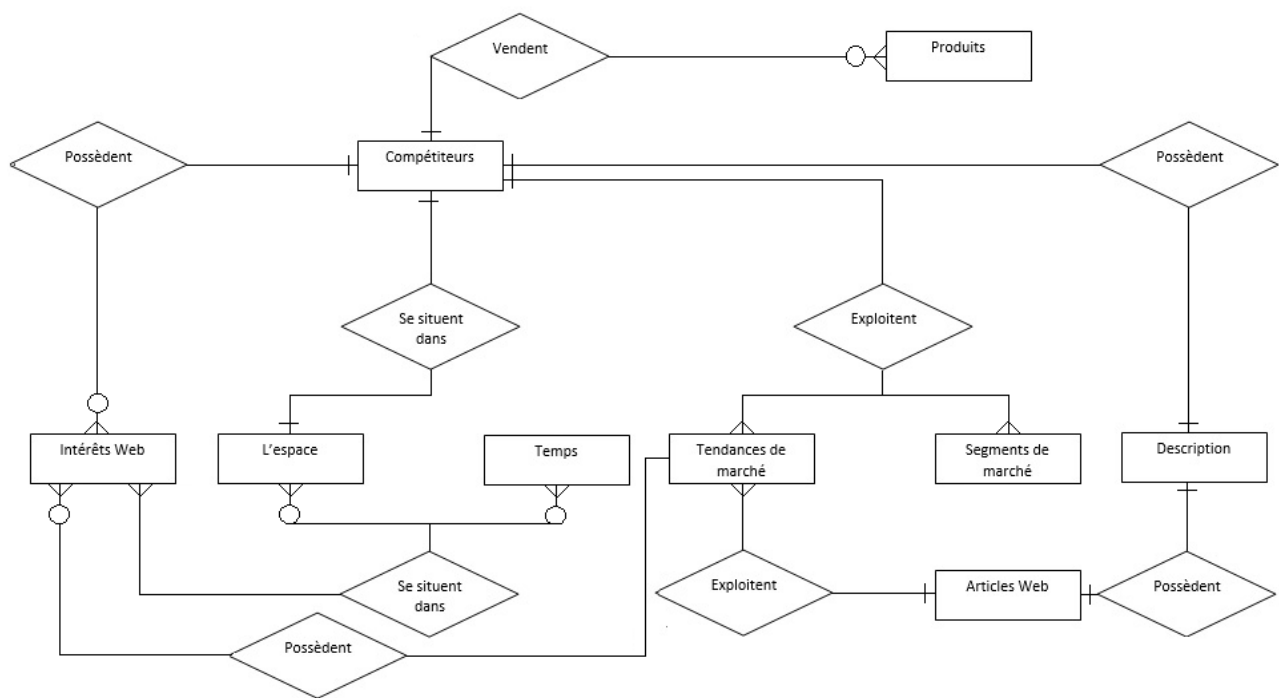 Vendent
Produits
Possèdent
Compétiteurs
Possèdent
Se situent
dans
Exploitent
Intérêts Web
L'espace
Temps
Tendances de
marché
Segments de
marché
Description
Se situent
dans
Exploitent
Articles Web
Possèdent
Possèdent